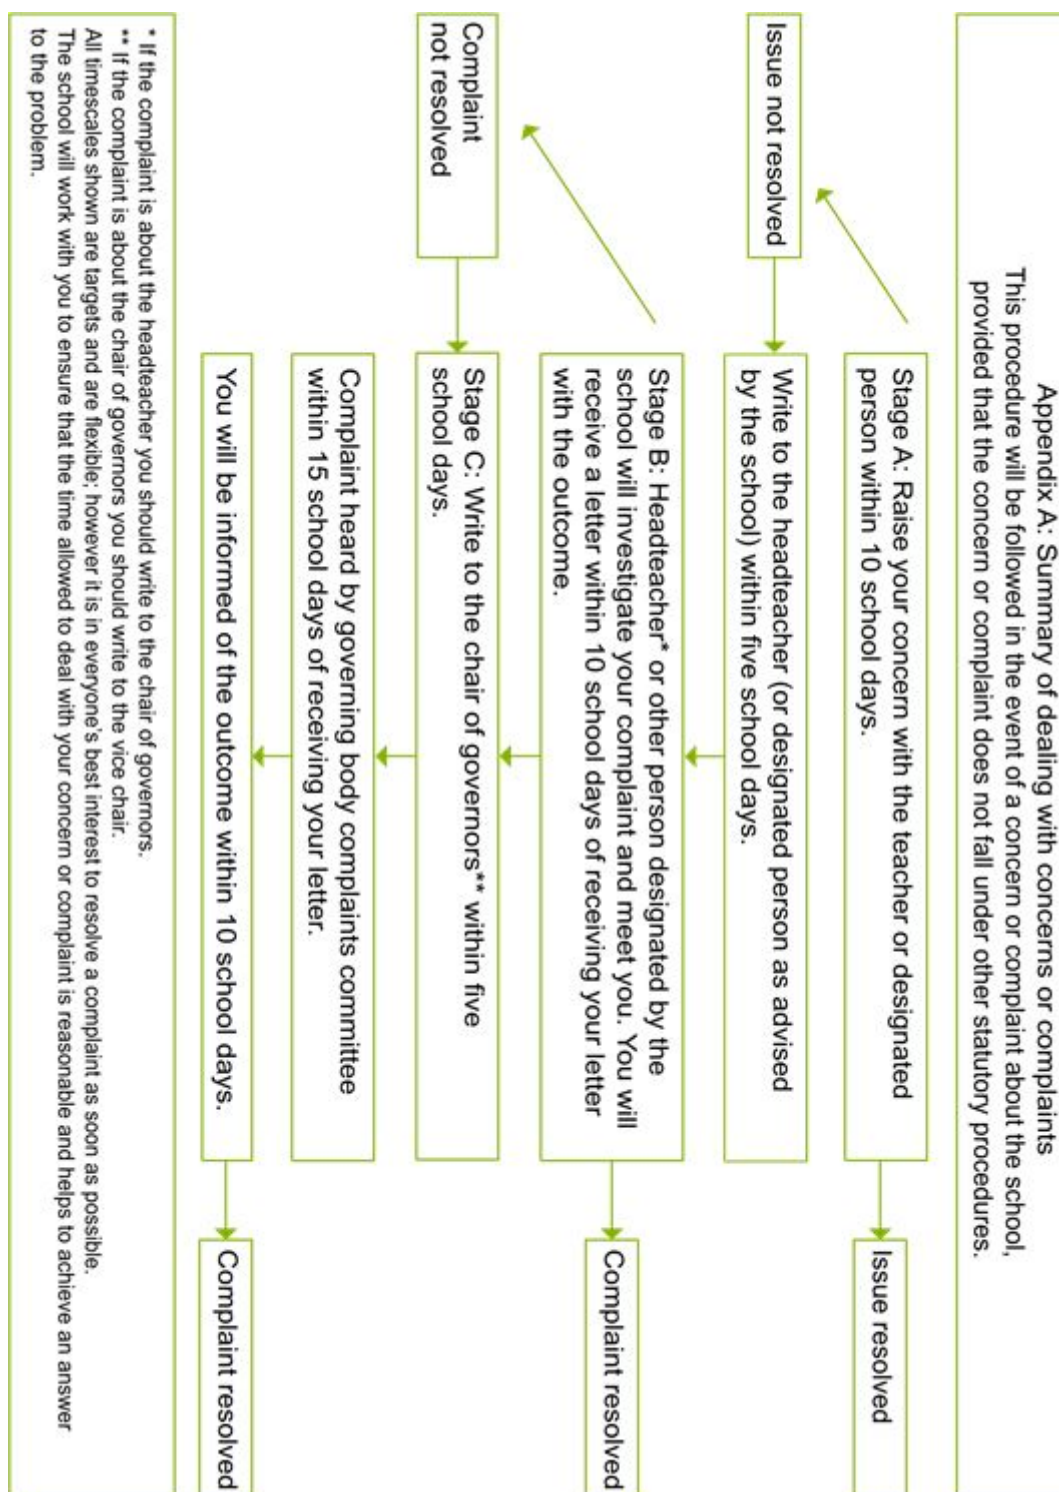 Appendix A: Summary of dealing with concerns or complaints
This procedure will be followed in the event of a concern or complaint about the school,
provided that the concern or complaint does not fall under other statutory procedures.
Stage A: Raise your concern with the teacher or designated
person within 10 school days.
Issue resolved
Issue not resolved
Write to the headteacher (or designated person as advised
by the school) within five school days.
Stage B: Headteacher* or other person designated by the
school will investigate your complaint and meet you. You will
receive a letter within 10 school days of receiving your letter
with the outcome.
Complaint resolved
Complaint
not resolved
Stage C: Write to the chair of governors** within five
school days.
Complaint heard by governing body complaints committee
within 15 school days of receiving your letter.
You will be informed of the outcome within 10 school days.
Complaint resolved
* If the complaint is about the headteacher you should write to the chair of governors.
** If the complaint is about the chair of governors you should write to the vice chair.
All timescales shown are targets and are flexible; however it is in everyone's best interest to resolve a complaint as soon as possible.
The school will work with you to ensure that the time allowed to deal with your concern or complaint is reasonable and helps to achieve an answer
to the problem.